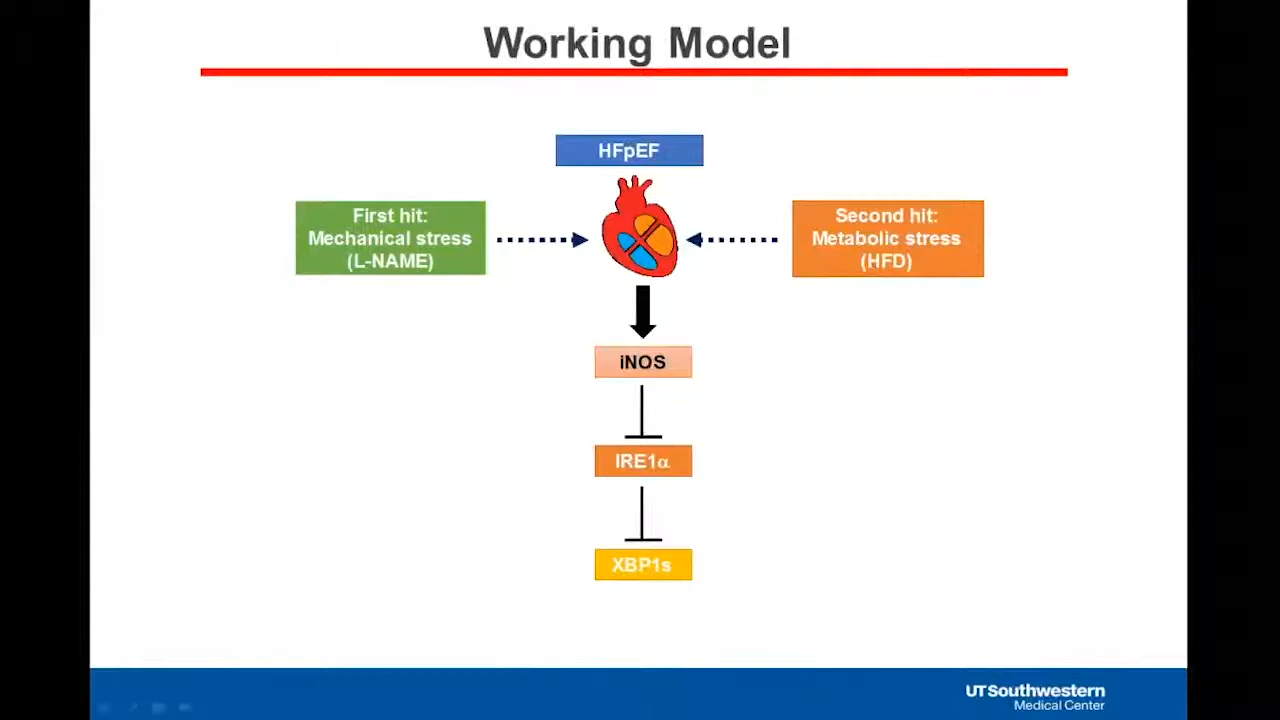 Working Model
HFpEF
First hit:
Mechanical stress
(L-NAME)
Second hit:
Metabolic stress
(HFD)
iNOS
IRE1α
XBP1s
UTSouthwestern
Medical Center